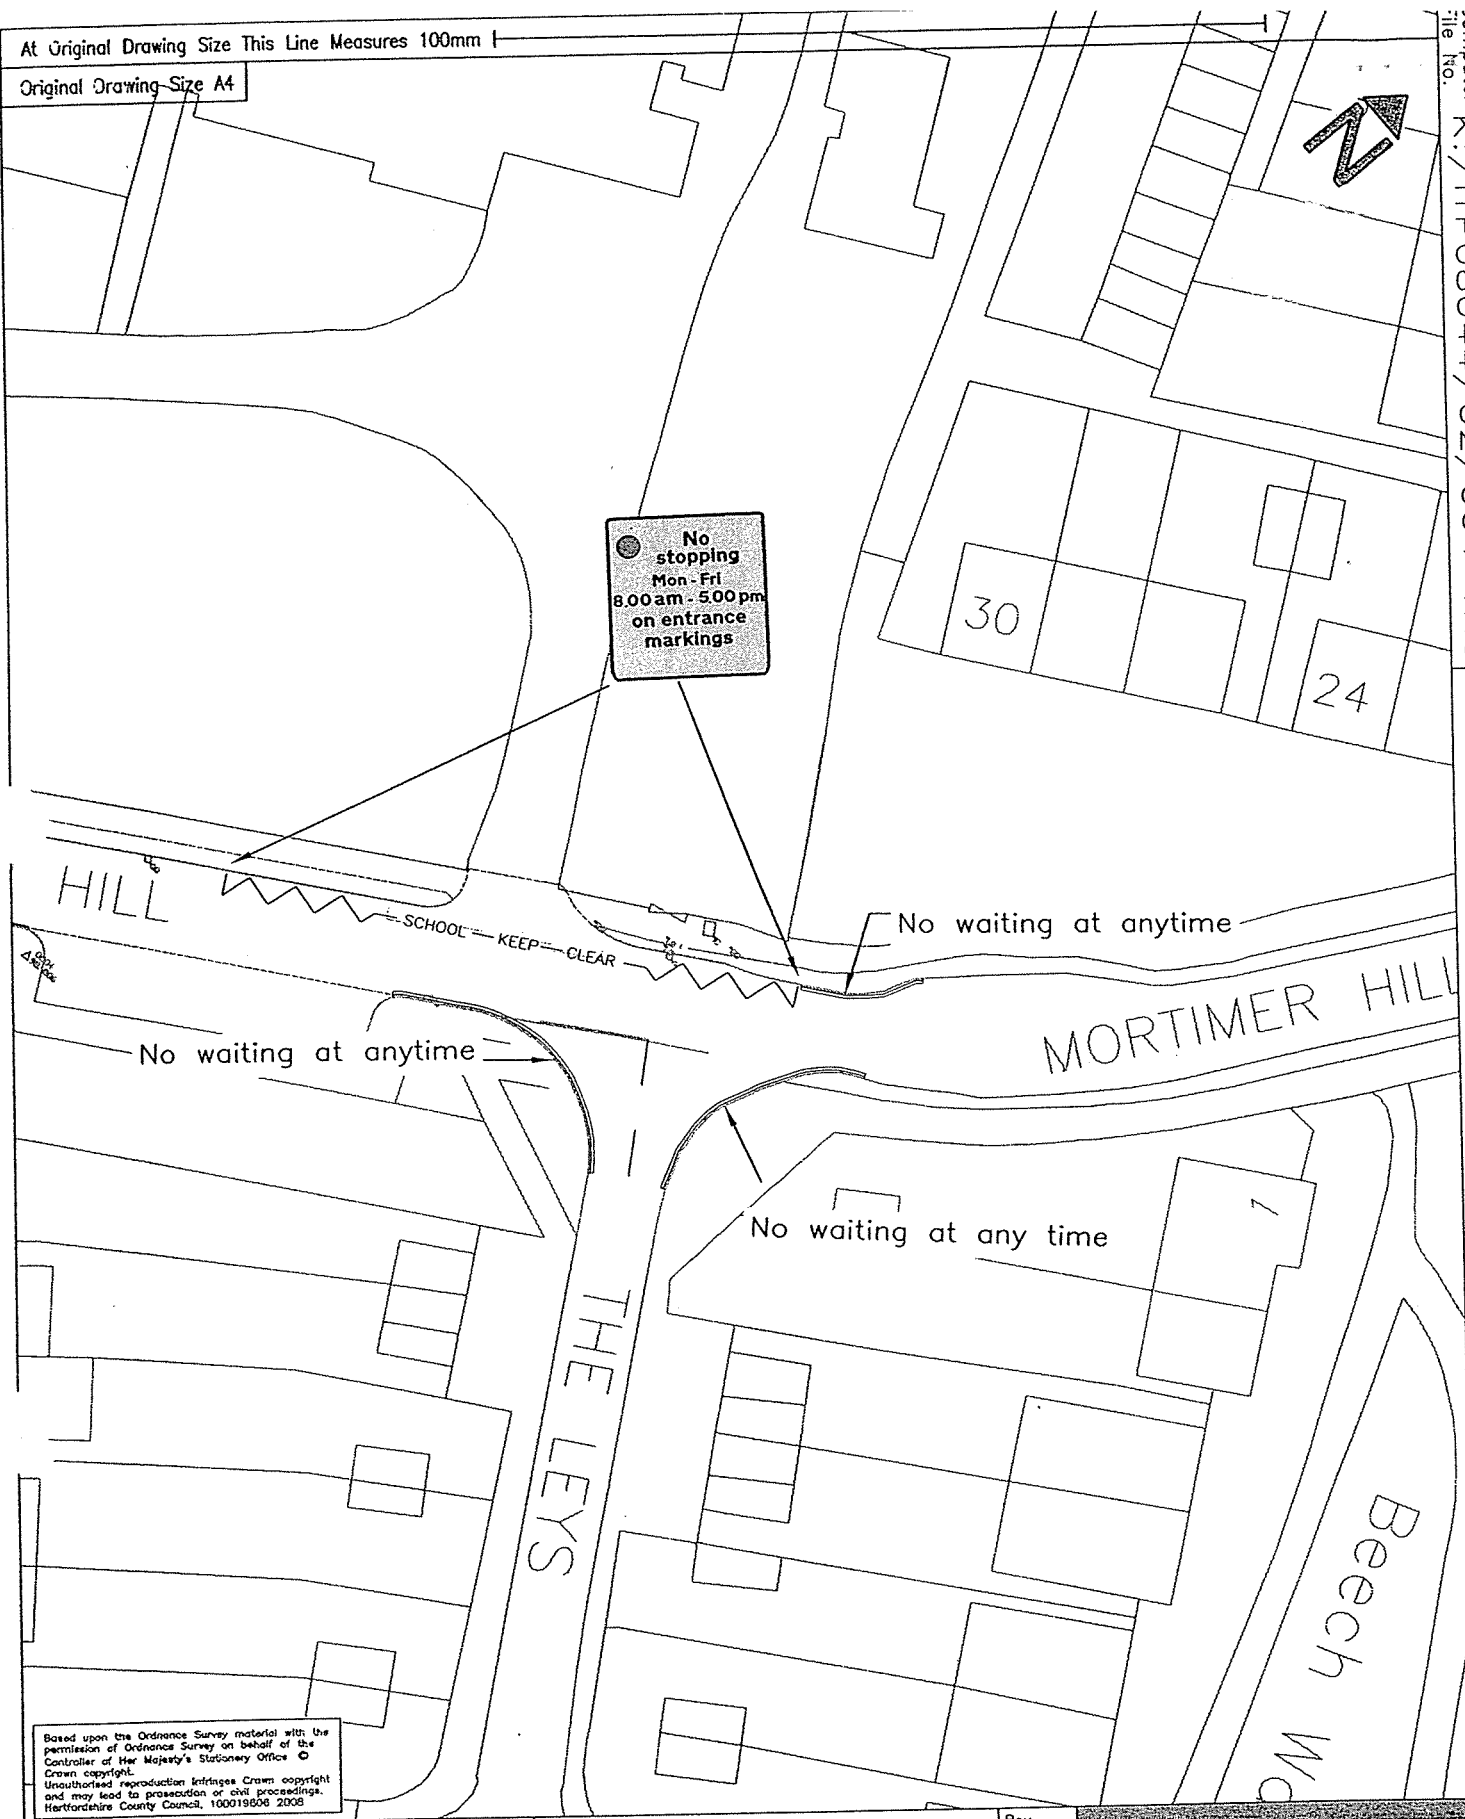 At Original Drawing Size This Line Measures 100mm
Original Drawing Size A4
File No.
N
No
stopping
Mon - Fri
8.00 am - 5.00 pm
on entrance
markings
30
24
HILL
SCHOOL KEEP CLEAR
No waiting at anytime
MORTIMER HILL
No waiting at anytime
No waiting at any time
1
THE LEYS
Beech
Based upon the Ordnance Survey material with the
permission of Ordnance Survey on behalf of the
Controller of Her Majesty's Stationery Office ©
Crown copyright.
Unauthorised reproduction infringes Crown copyright
and may lead to prosecution or civil proceedings.
Hertfordshire County Council, 100019606 2008